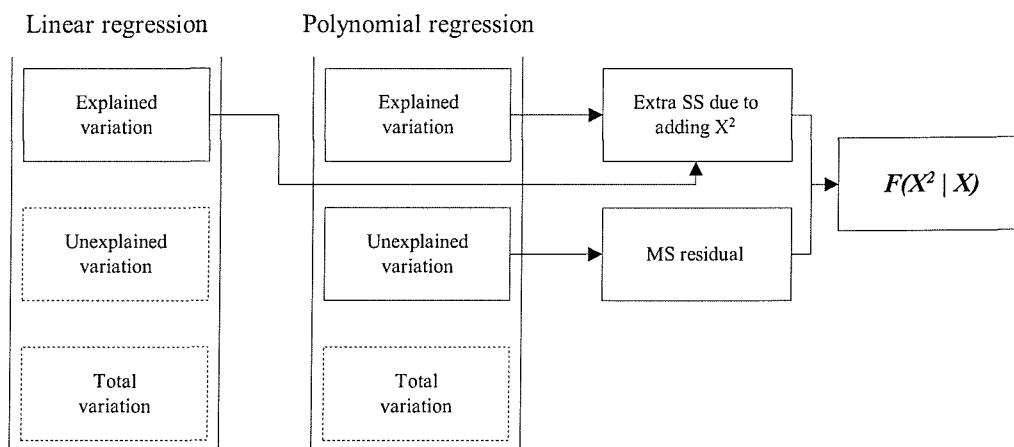 Linear regression
Polynomial regression
Explained
variation
Explained
variation
Extra SS due to
adding X²
F(X² | X)
Unexplained
variation
Unexplained
variation
MS residual
Total
variation
Total
variation